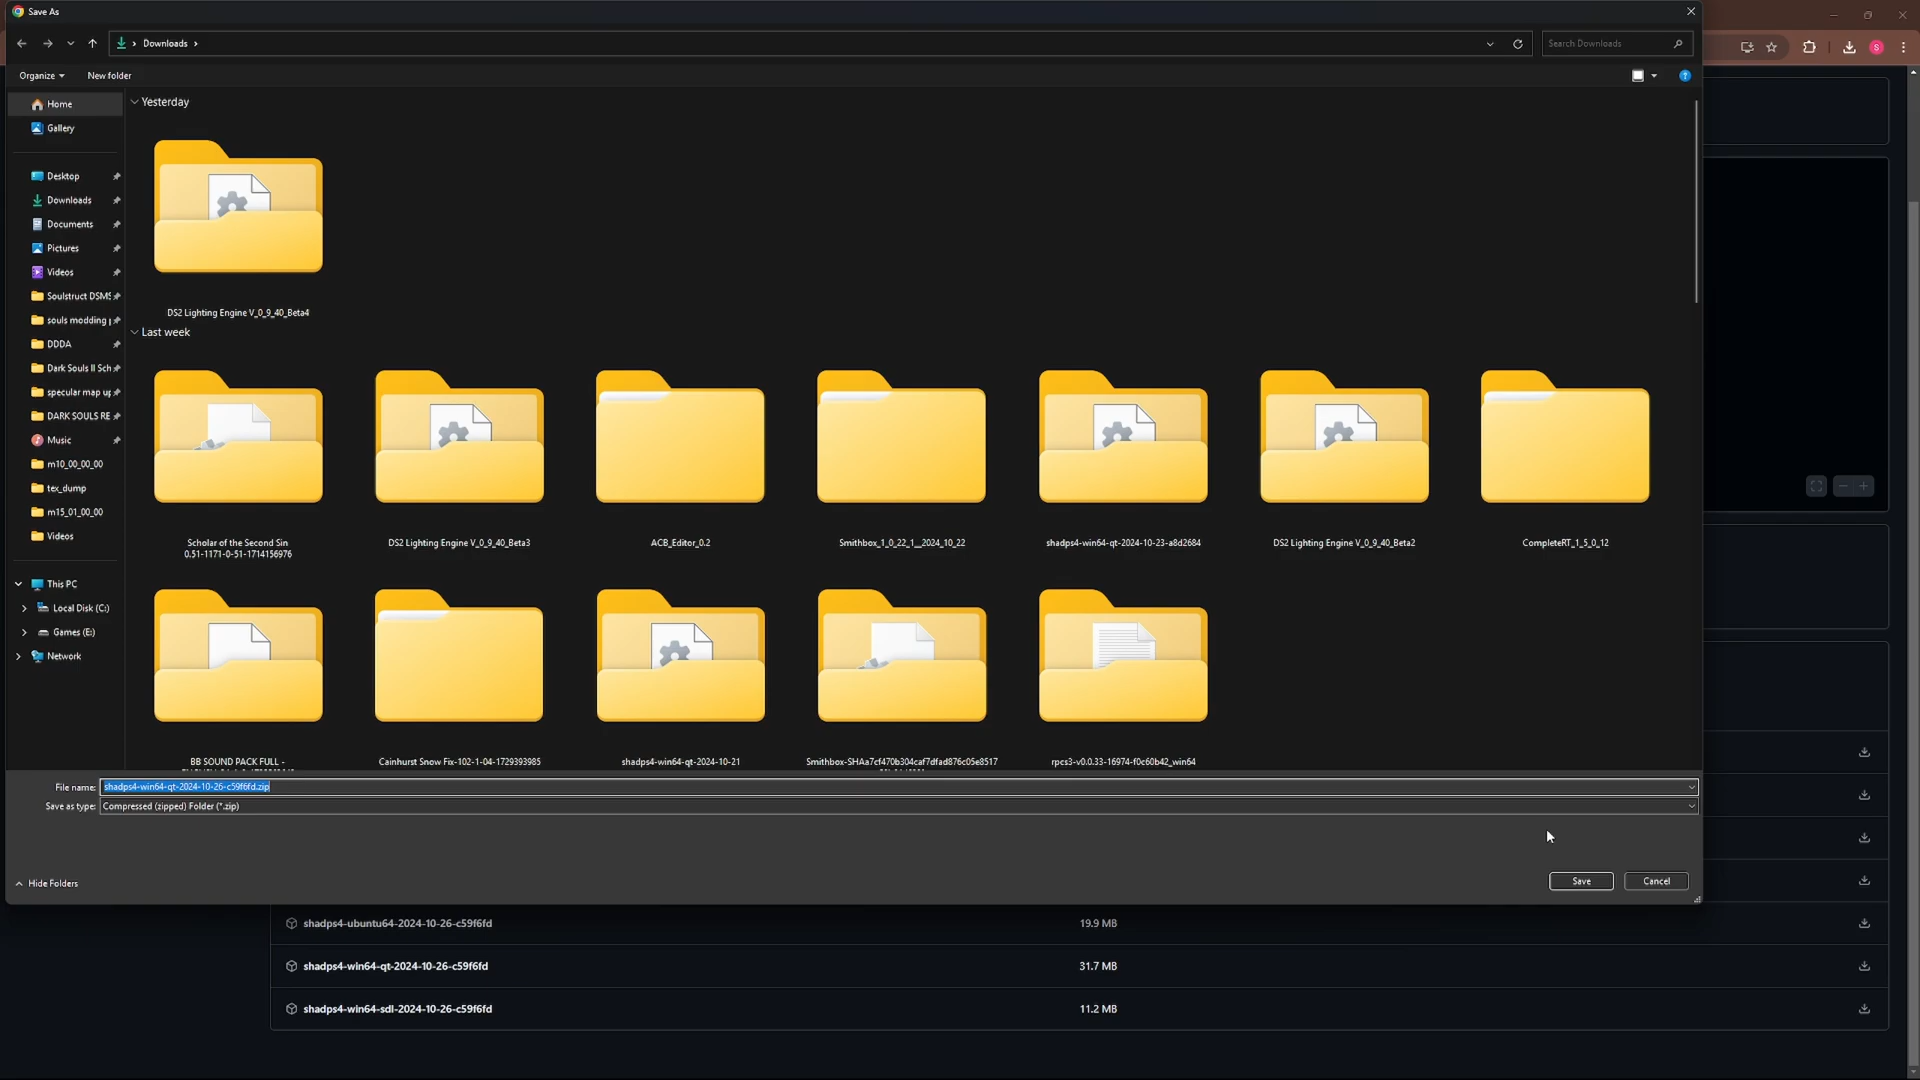 Save As
Downloads
Search Downloads
S
Organize
New folder
?
Home
Gallery
Desktop
Downloads
Documents
Pictures
Videos
Soulstruct DSMS
souls modding
DDDA
Dark Souls II Sch
specular map up
DARK SOULS RE
Music
m10_00_00_00
tex_dump
m15_01_00_00
Videos
This PC
Local Disk (C:)
Games (E:)
Network
Yesterday
DS2 Lighting Engine V_0_9_40_Beta4
Last week
Scholar of the Second Sin
0.51-1171-0-51-1714156976
DS2 Lighting Engine V_0_9_40_Beta3
ACB_Editor_0.2
Smithbox_1_0_22_1__2024_10_22
shadps4-win64-qt-2024-10-23-a8d2684
DS2 Lighting Engine V_0_9_40_Beta2
CompleteRT_1_5_0_12
BB SOUND PACK FULL -
Cainhurst Snow Fix-102-1-04-1729393985
shadps4-win64-qt-2024-10-21
Smithbox-SHAa7cf470b304caf7dfad876c05e8517
rpcs3-v0.0.33-16974-f0c60b42_win64
File name: shadps4-win64-qt-2024-10-26-c59f6fd.zip
Save as type: Compressed (zipped) Folder (*.zip)
Hide Folders
Save
Cancel
shadps4-ubuntu64-2024-10-26-c59f6fd 19.9 MB
shadps4-win64-qt-2024-10-26-c59f6fd 31.7 MB
shadps4-win64-sdl-2024-10-26-c59f6fd 11.2 MB